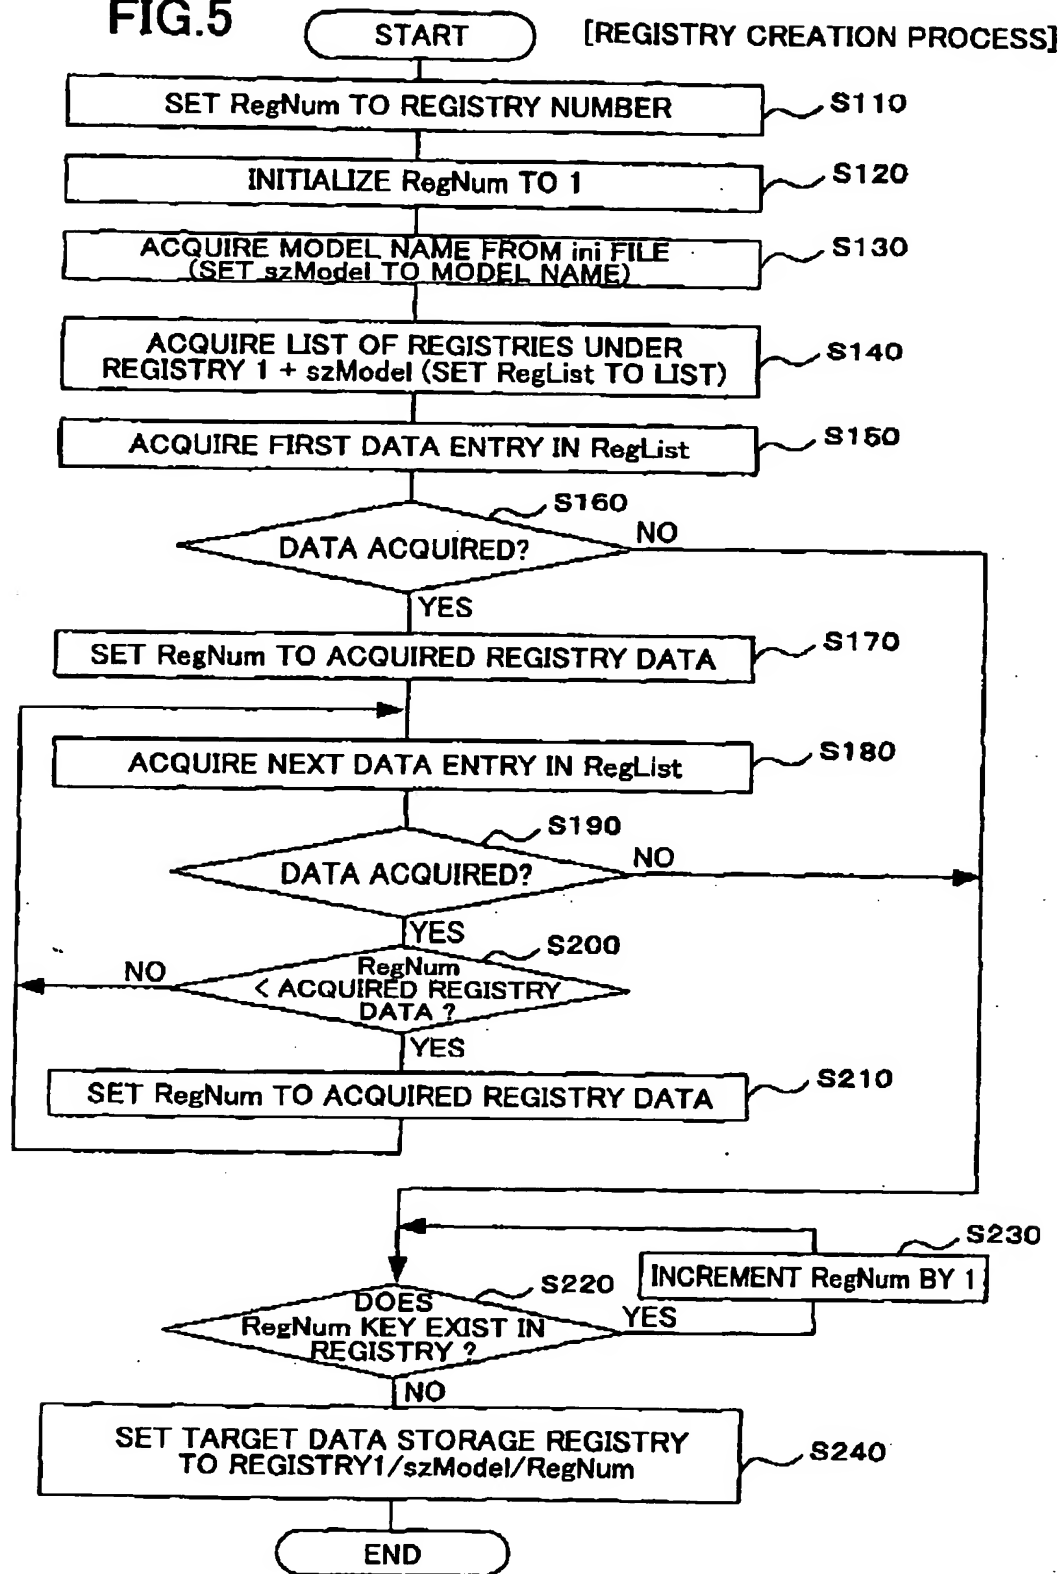 FIG.5
START
[REGISTRY CREATION PROCESS]
SET RegNum TO REGISTRY NUMBER
S110
INITIALIZE RegNum TO 1
S120
ACQUIRE MODEL NAME FROM ini FILE
(SET szModel TO MODEL NAME)
S130
ACQUIRE LIST OF REGISTRIES UNDER
REGISTRY 1 + szModel (SET RegList TO LIST)
S140
ACQUIRE FIRST DATA ENTRY IN RegList
S150
S160
DATA ACQUIRED?
NO
YES
SET RegNum TO ACQUIRED REGISTRY DATA
S170
ACQUIRE NEXT DATA ENTRY IN RegList
S180
S190
DATA ACQUIRED?
NO
YES
S200
RegNum
< ACQUIRED REGISTRY
DATA ?
NO
YES
SET RegNum TO ACQUIRED REGISTRY DATA
S210
S230
INCREMENT RegNum BY 1
S220
DOES
RegNum KEY EXIST IN
REGISTRY ?
YES
NO
SET TARGET DATA STORAGE REGISTRY
TO REGISTRY1/szModel/RegNum
S240
END